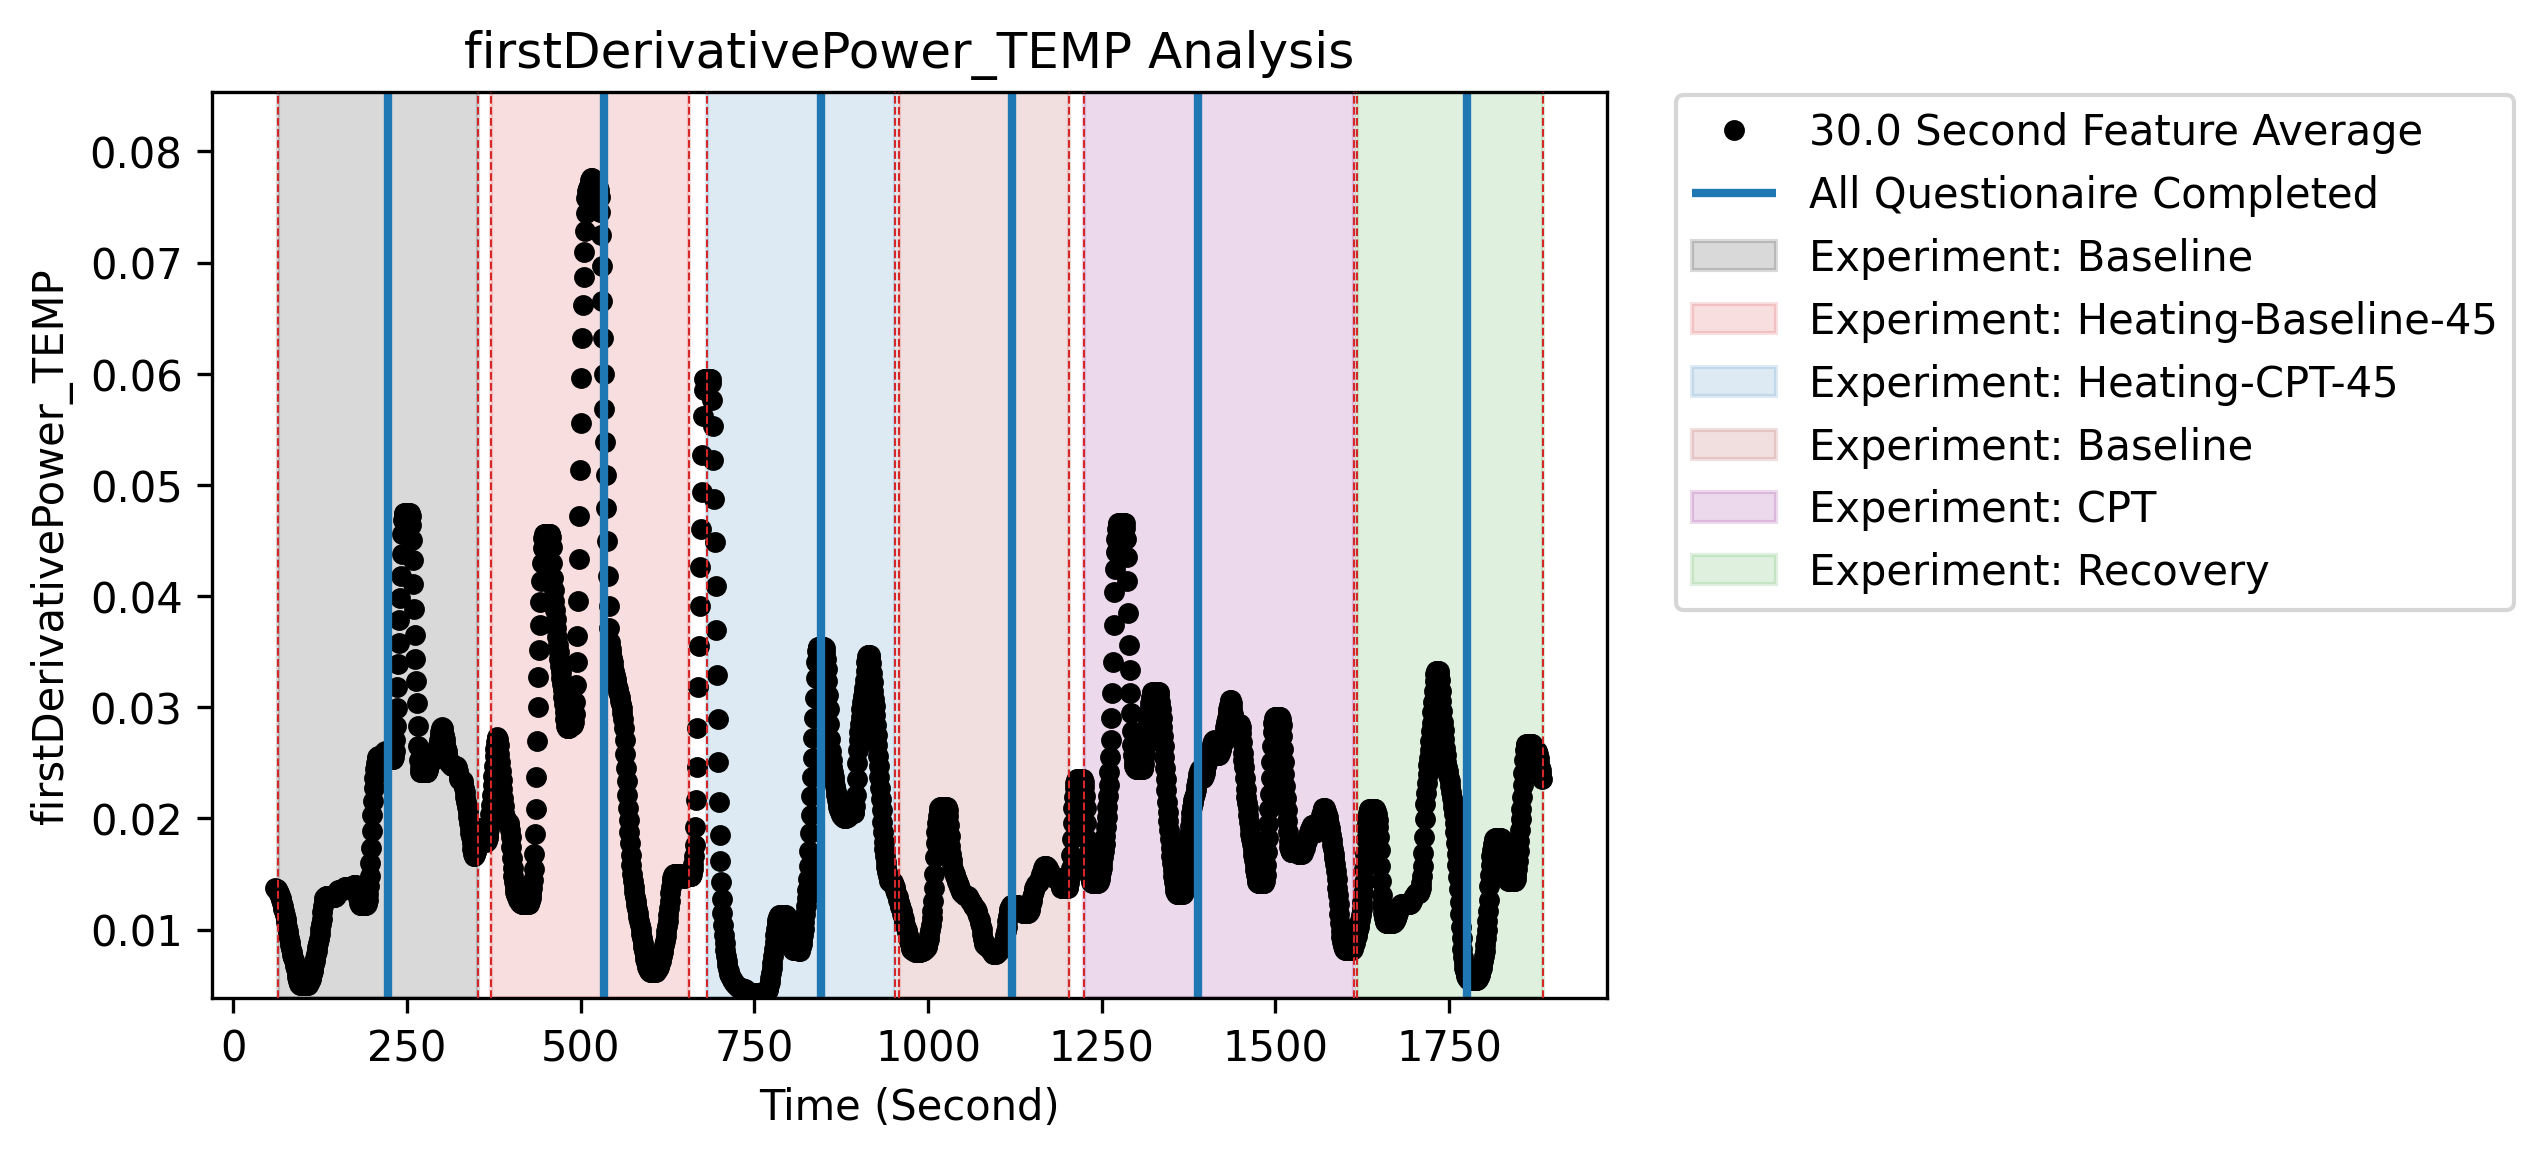 firstDerivativePower_TEMP Analysis
firstDerivativePower_TEMP
0.08
0.07
0.06
0.05
0.04
0.03
0.02
0.01
0 250 500 750 1000 1250 1500 1750
Time (Second)
30.0 Second Feature Average
All Questionaire Completed
Experiment: Baseline
Experiment: Heating-Baseline-45
Experiment: Heating-CPT-45
Experiment: Baseline
Experiment: CPT
Experiment: Recovery